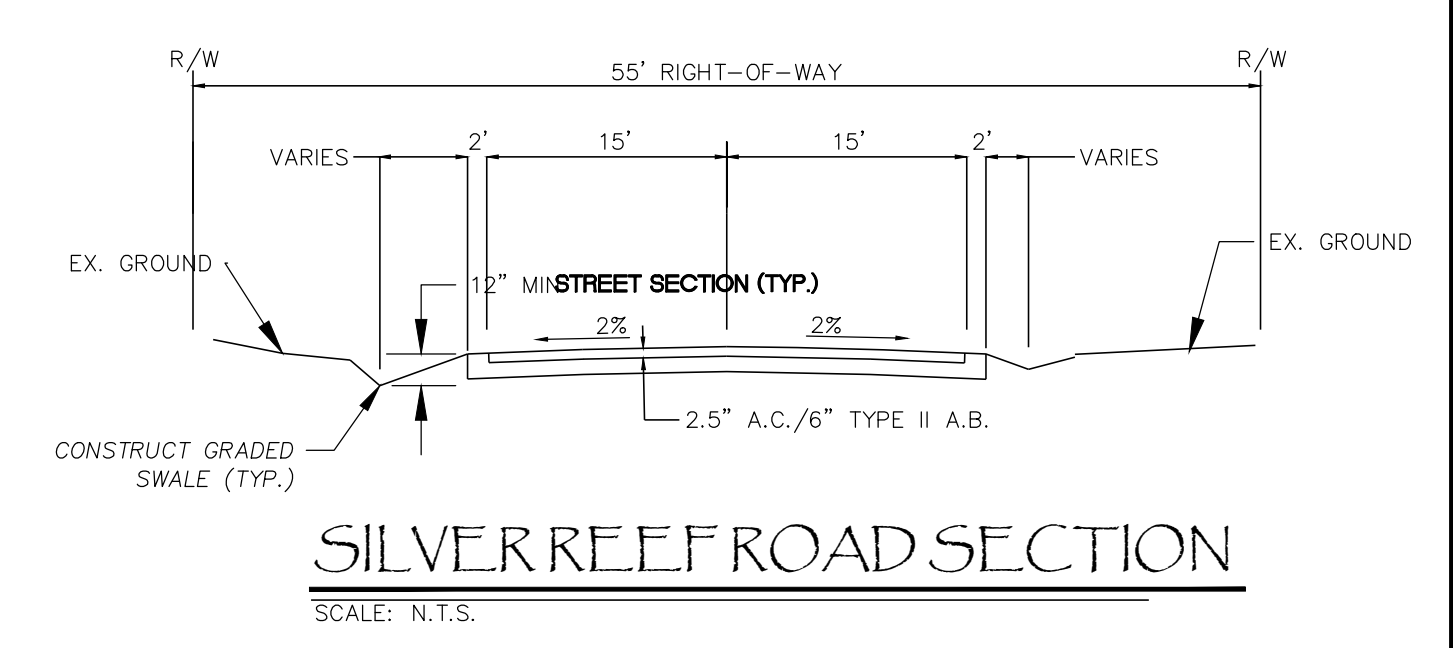 R/W
R/W
55' RIGHT-OF-WAY
VARIES
2'
15'
15'
2'
VARIES
EX. GROUND
EX. GROUND
12" MIN
STREET SECTION (TYP.)
2%
2%
2.5" A.C./6" TYPE II A.B.
CONSTRUCT GRADED
SWALE (TYP.)
SILVER REEF ROAD SECTION
SCALE: N.T.S.